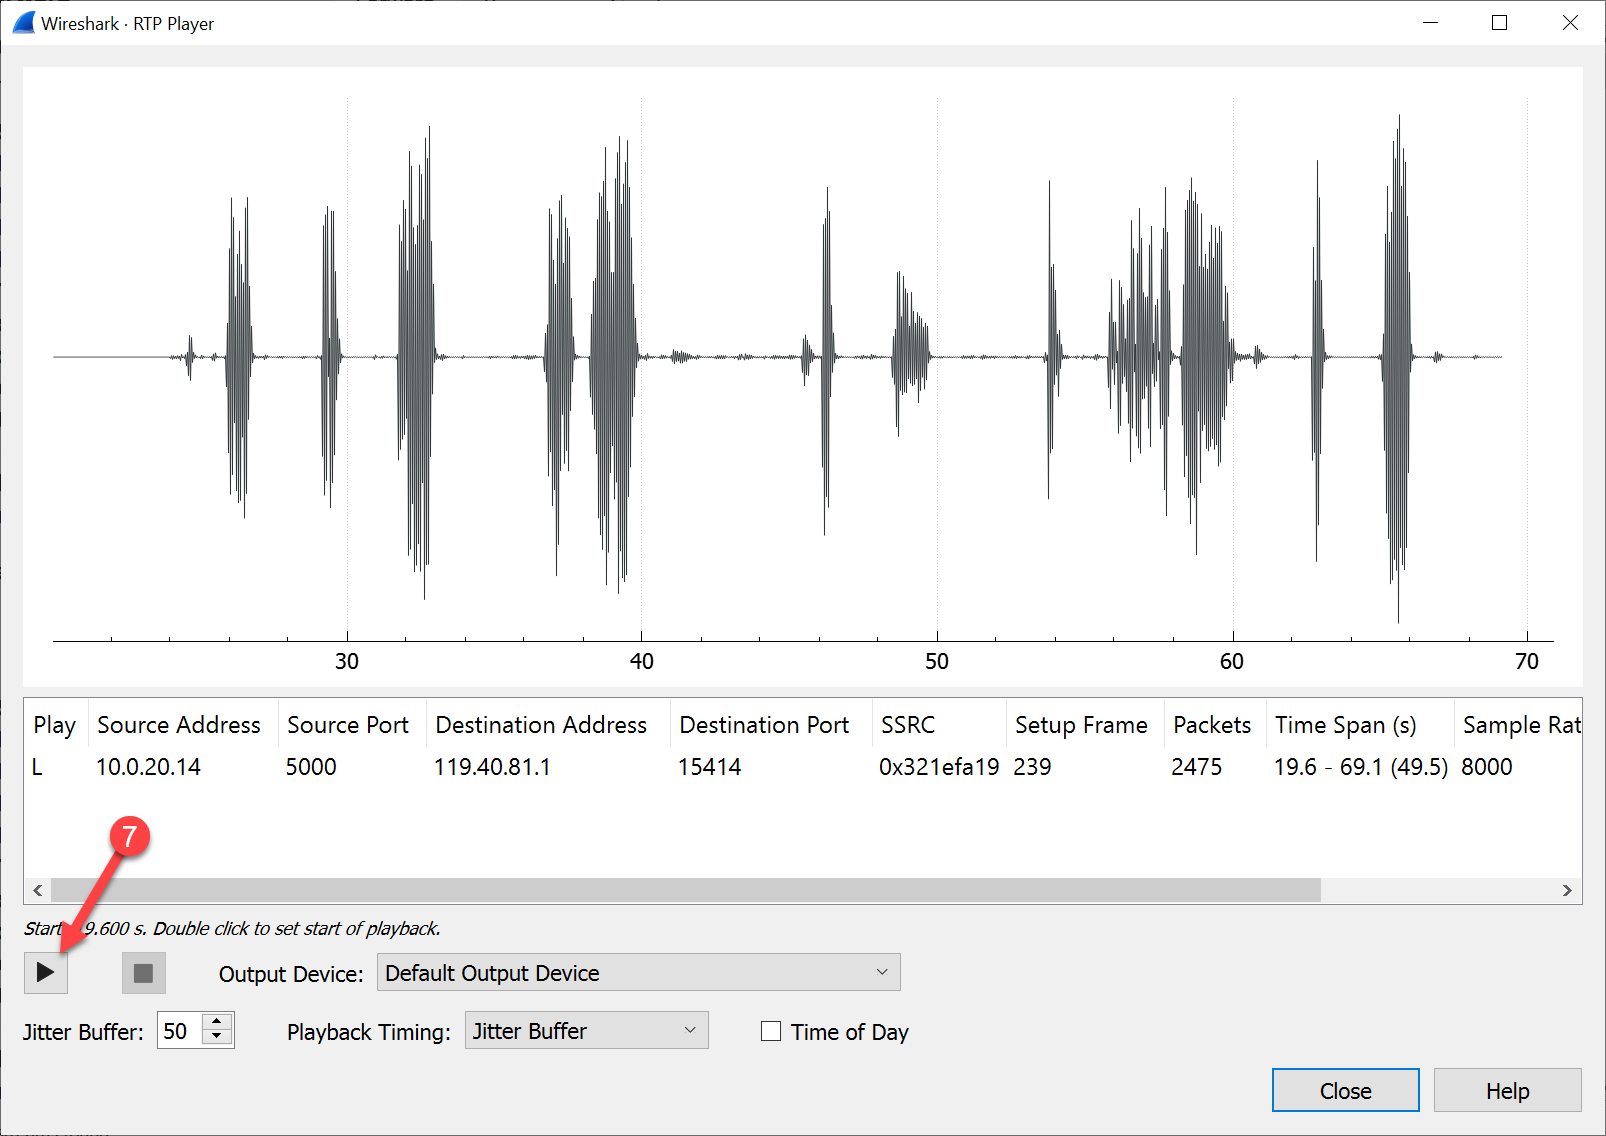 Wireshark · RTP Player
30 40 50 60 70
Play Source Address Source Port Destination Address Destination Port SSRC Setup Frame Packets Time Span (s) Sample Rat
L 10.0.20.14 5000 119.40.81.1 15414 0x321efa19 239 2475 19.6 - 69.1 (49.5) 8000
7
Start 9.600 s. Double click to set start of playback.
Output Device: Default Output Device
Jitter Buffer: 50 Playback Timing: Jitter Buffer Time of Day
Close Help